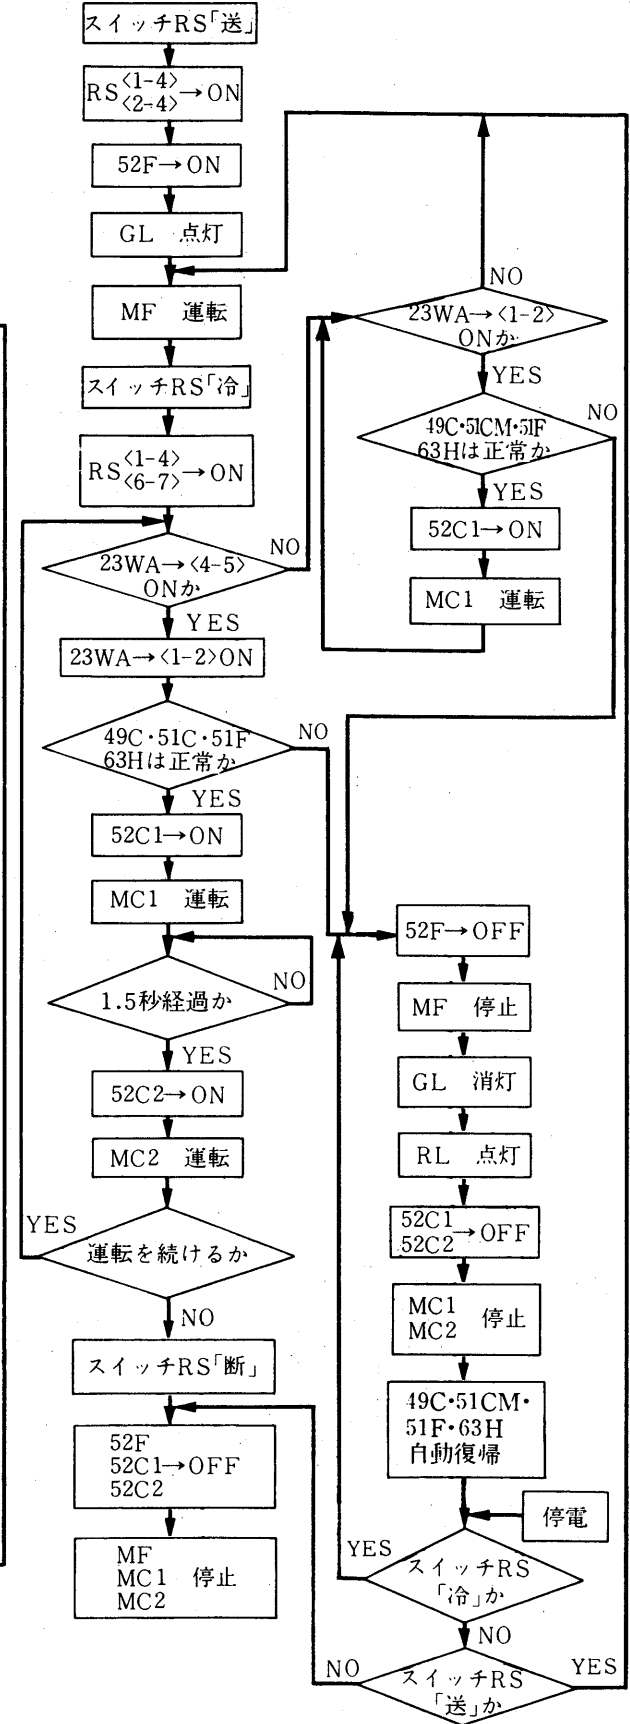 スイッチRS「送」
RS<1-4>
<2-4>→ON
52F→ON
GL 点灯
MF 運転
スイッチRS「冷」
RS<1-4>
<6-7>→ON
23WA→<4-5>
ONか
NO
YES
23WA→<1-2>ON
49C・51C・51F
63Hは正常か
NO
YES
52C1→ON
MC1 運転
1.5秒経過か
NO
YES
52C2→ON
MC2 運転
YES
運転を続けるか
NO
スイッチRS「断」
52F
52C1→OFF
52C2
MF
MC1 停止
MC2
NO
23WA→<1-2>
ONか
YES
NO
49C・51CM・51F
63Hは正常か
YES
52C1→ON
MC1 運転
52F→OFF
MF 停止
GL 消灯
RL 点灯
52C1
52C2→OFF
MC1
MC2 停止
49C・51CM・
51F・63H
自動復帰
停電
YES
スイッチRS
「冷」か
NO
NO
スイッチRS
「送」か
YES